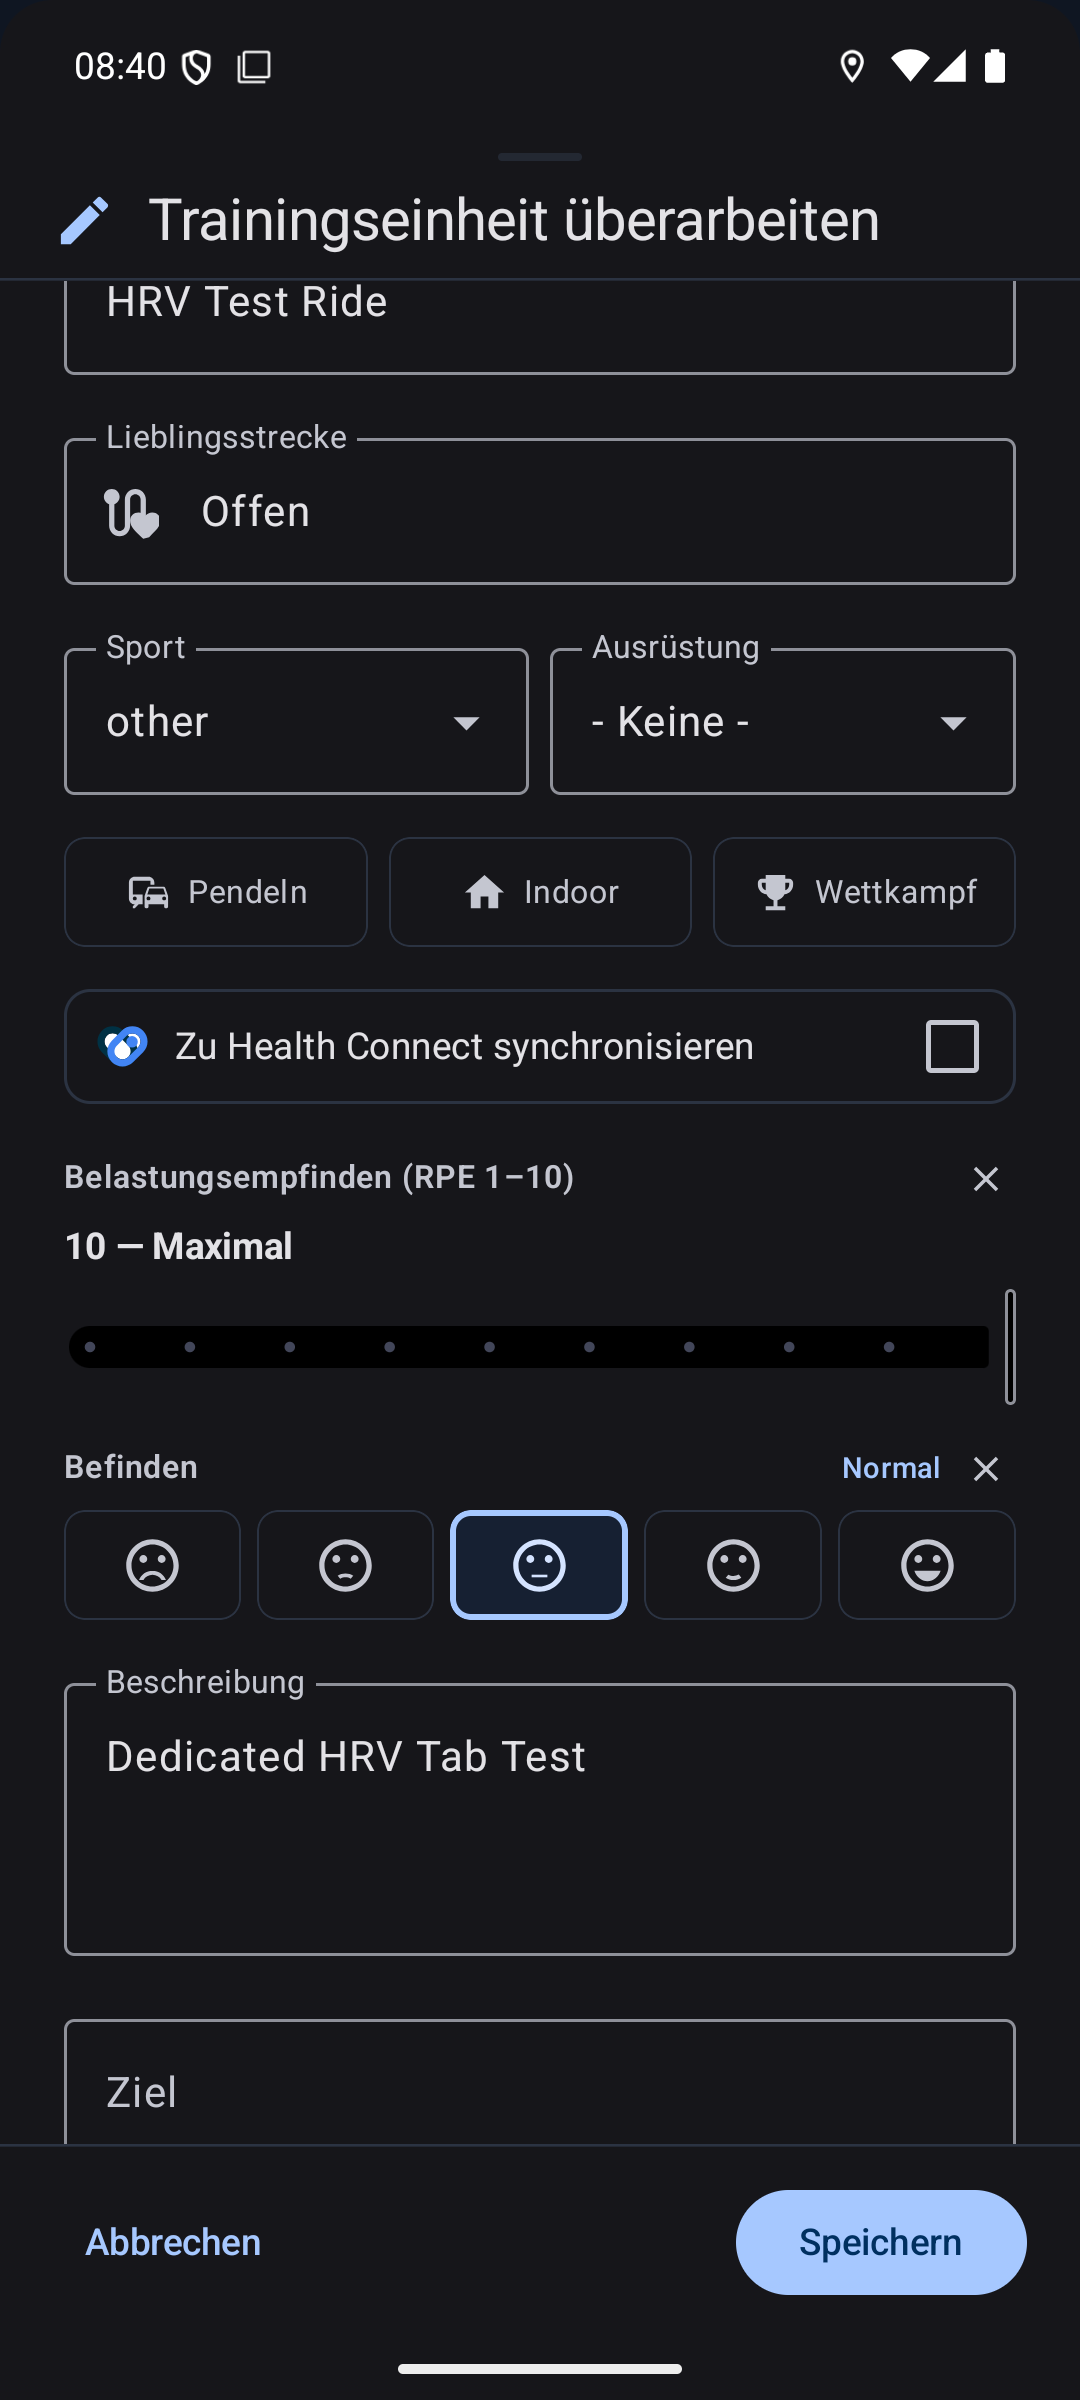 08:40
Trainingseinheit überarbeiten
HRV Test Ride
Lieblingsstrecke
Offen
Sport
other
Ausrüstung
- Keine -
Pendeln
Indoor
Wettkampf
Zu Health Connect synchronisieren
Belastungsempfinden (RPE 1–10)
10 — Maximal
Befinden
Normal
Beschreibung
Dedicated HRV Tab Test
Ziel
Abbrechen
Speichern